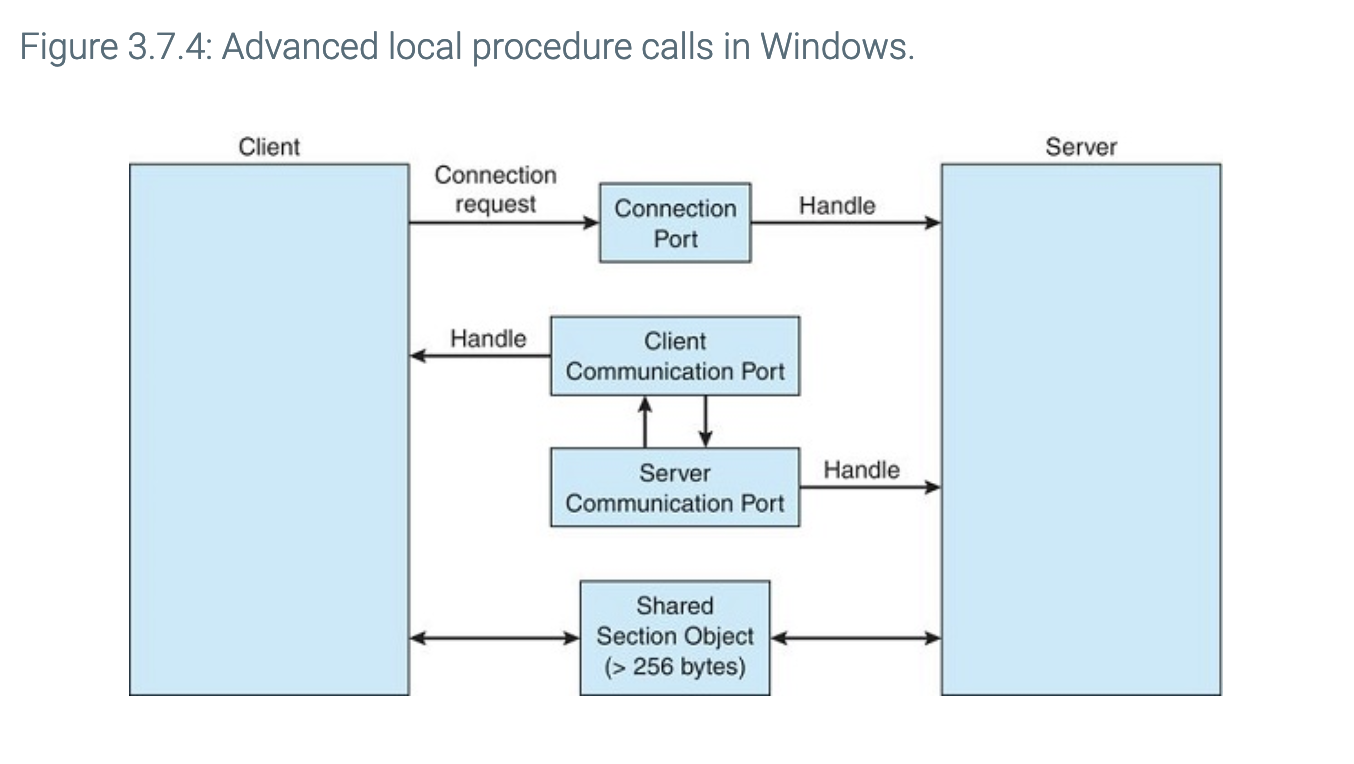 Figure 3.7.4: Advanced local procedure calls in Windows.
Client
Server
Connection
request
Connection
Port
Handle
Handle
Client
Communication Port
Server
Communication Port
Handle
Shared
Section Object
(> 256 bytes)